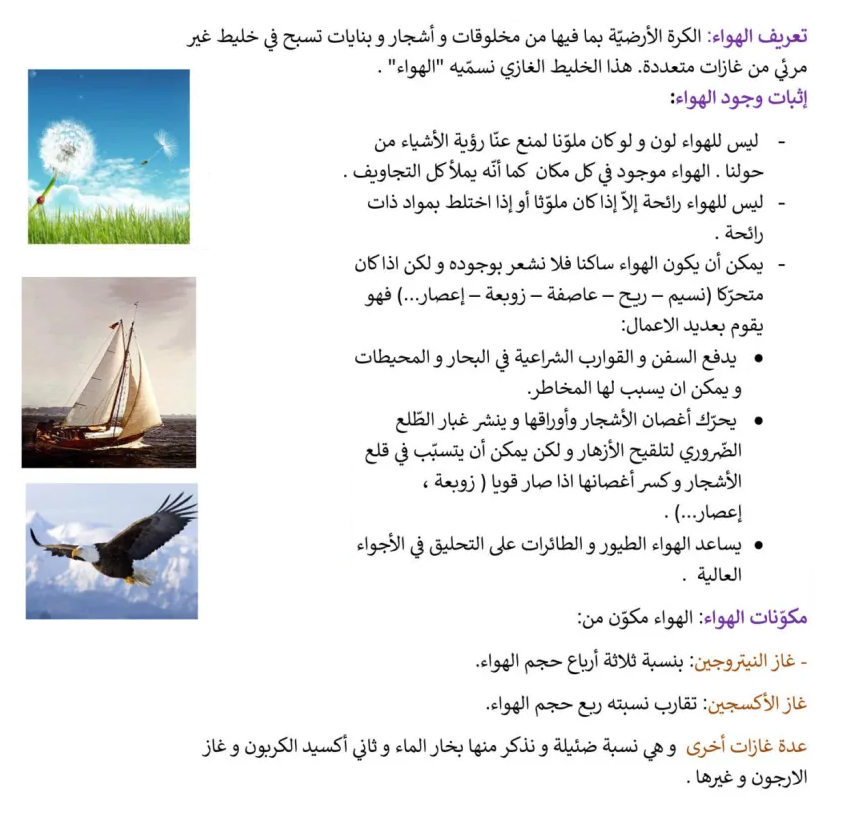 تعريف الهواء: الكرة الأرضيّة بما فيها من مخلوقات و أشجار و بنايات تسبح في خليط غير
مرئي من غازات متعددة. هذا الخليط الغازي نسمّيه "الهواء" .
إثبات وجود الهواء:
- ليس للهواء لون و لو كان ملوّنا لمنع عنّا رؤية الأشياء من
حولنا . الهواء موجود في كل مكان كما أنّه يملأ كل التجاويف .
- ليس للهواء رائحة إلاّ إذا كان ملوّثا أو إذا اختلط بمواد ذات
رائحة .
- يمكن أن يكون الهواء ساكنا فلا نشعر بوجوده و لكن اذا كان
متحرّكا (نسيم – ريح – عاصفة – زوبعة – إعصار...) فهو
يقوم بعديد الاعمال:
• يدفع السفن و القوارب الشراعية في البحار و المحيطات
و يمكن ان يسبب لها المخاطر.
• يحرّك أغصان الأشجار وأوراقها و ينشر غبار الطّلع
الضّروري لتلقيح الأزهار و لكن يمكن أن يتسبّب في قلع
الأشجار و كسر أغصانها اذا صار قويا ( زوبعة ،
إعصار...) .
• يساعد الهواء الطيور و الطائرات على التحليق في الأجواء
العالية .
مكوّنات الهواء: الهواء مكوّن من:
- غاز النيتروجين: بنسبة ثلاثة أرباع حجم الهواء.
غاز الأكسجين: تقارب نسبته ربع حجم الهواء.
عدة غازات أخرى و هي نسبة ضئيلة و نذكر منها بخار الماء و ثاني أكسيد الكربون و غاز
الارجون و غيرها .